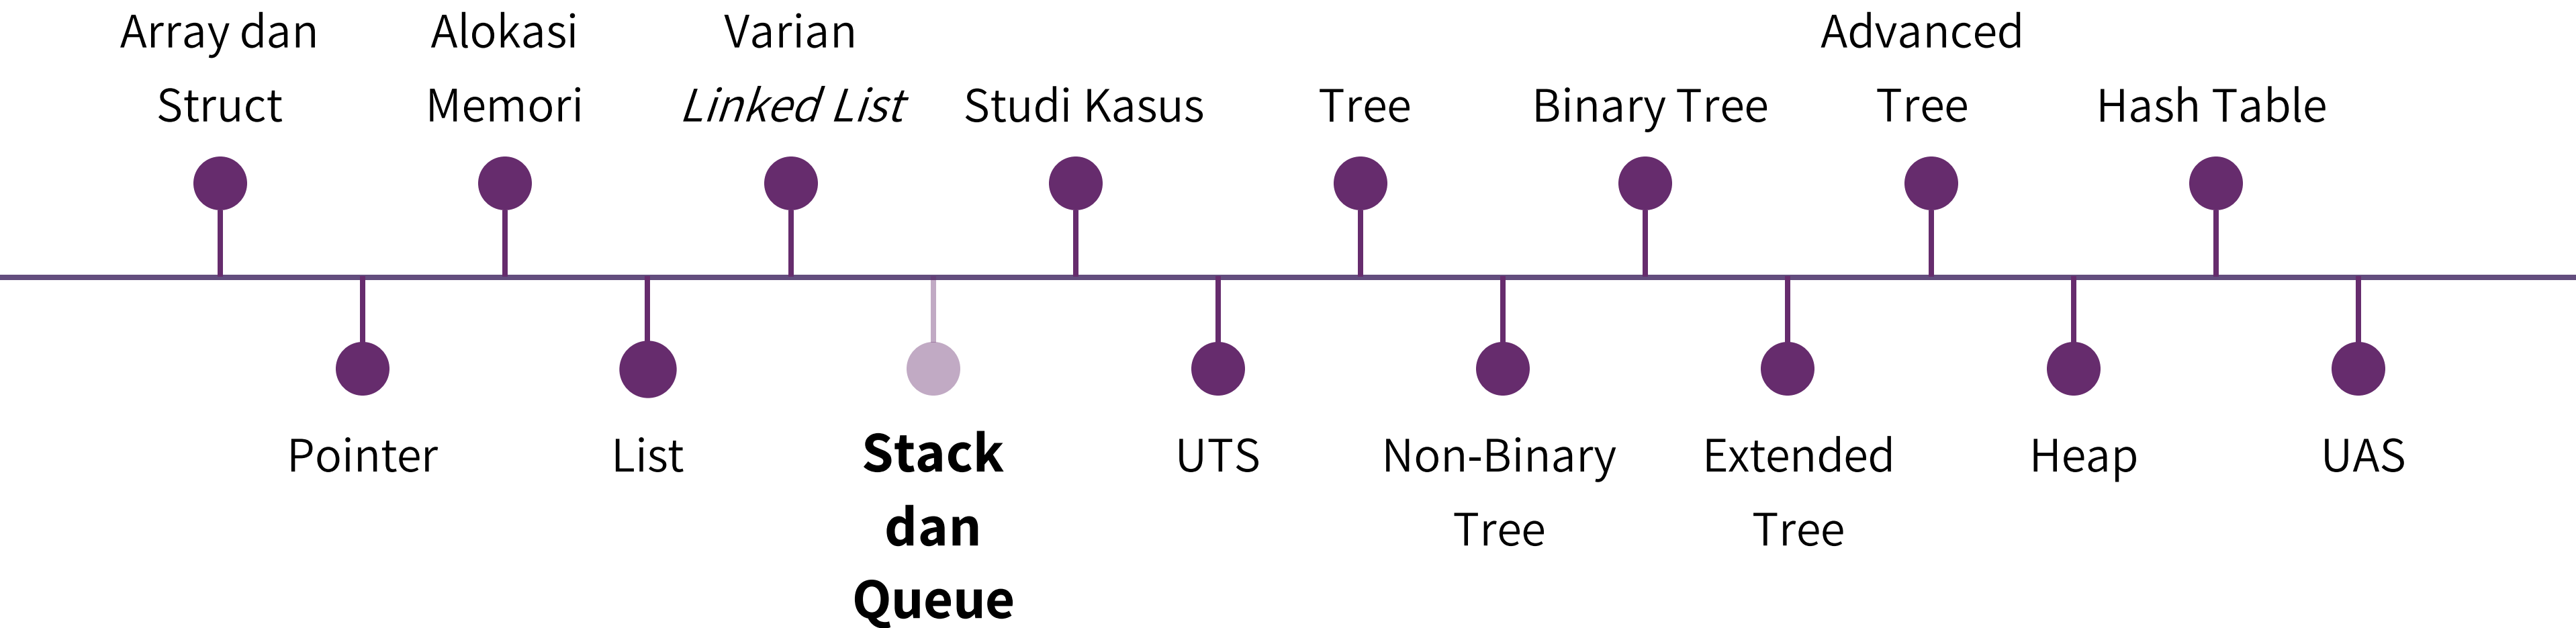 Array dan
Struct
Pointer
Alokasi
Memori
List
Varian
Linked List
Stack
dan
Queue
Studi Kasus
UTS
Tree
Non-Binary
Tree
Binary Tree
Extended
Tree
Advanced
Tree
Heap
Hash Table
UAS